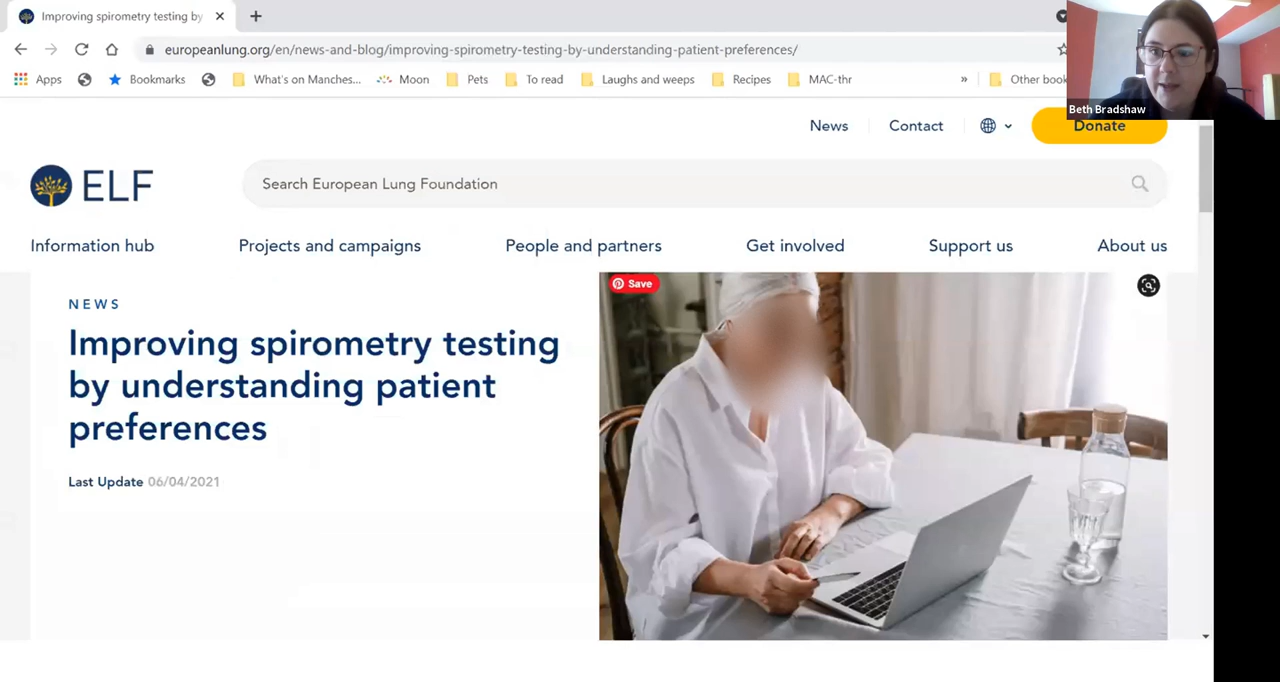 Improving spirometry testing by
europeanlung.org/en/news-and-blog/improving-spirometry-testing-by-understanding-patient-preferences/
Apps
Bookmarks
What's on Manches...
Moon
Pets
To read
Laughs and weeps
Recipes
MAC-thr
»
Other book
Beth Bradshaw
News
Contact
Donate
ELF
Search European Lung Foundation
Information hub
Projects and campaigns
People and partners
Get involved
Support us
About us
NEWS
Improving spirometry testing
by understanding patient
preferences
Last Update 06/04/2021
Save